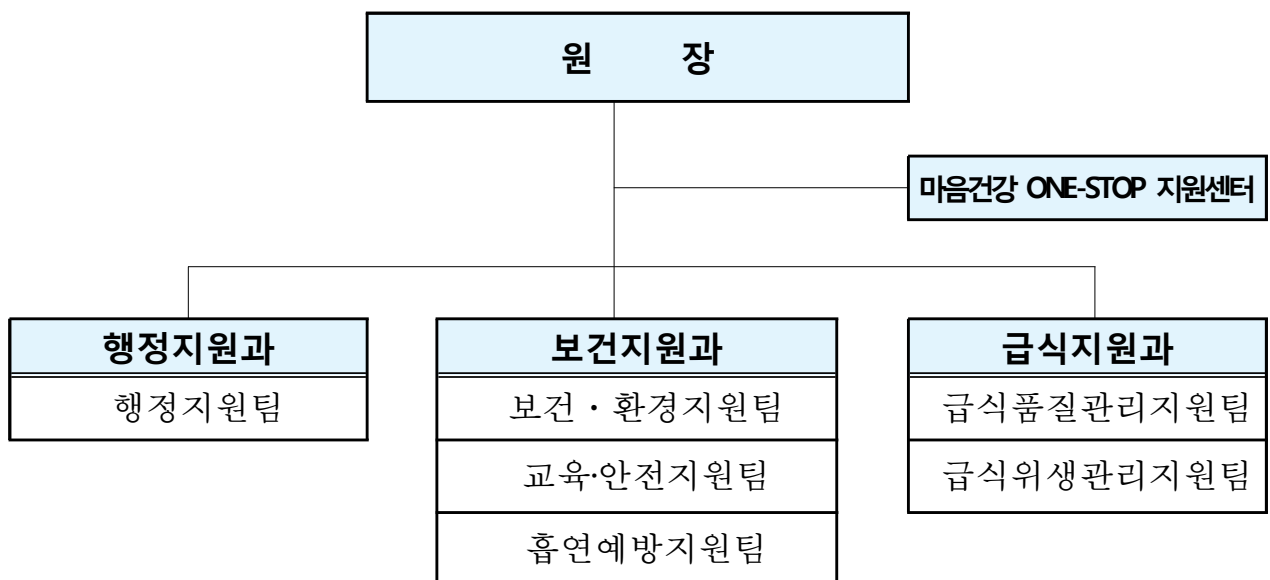 원 장
마음건강 ONE-STOP 지원센터
행정지원과
행정지원팀
보건지원과
보건 · 환경지원팀
교육·안전지원팀
흡연예방지원팀
급식지원과
급식품질관리지원팀
급식위생관리지원팀